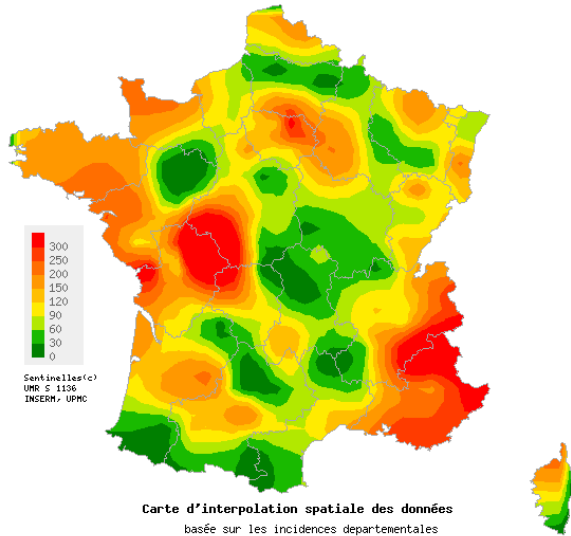 300
250
200
150
120
90
60
30
0
Sentinelles(c)
UMR S 1136
INSERM, UPMC
Carte d'interpolation spatiale des données
basée sur les incidences departementales